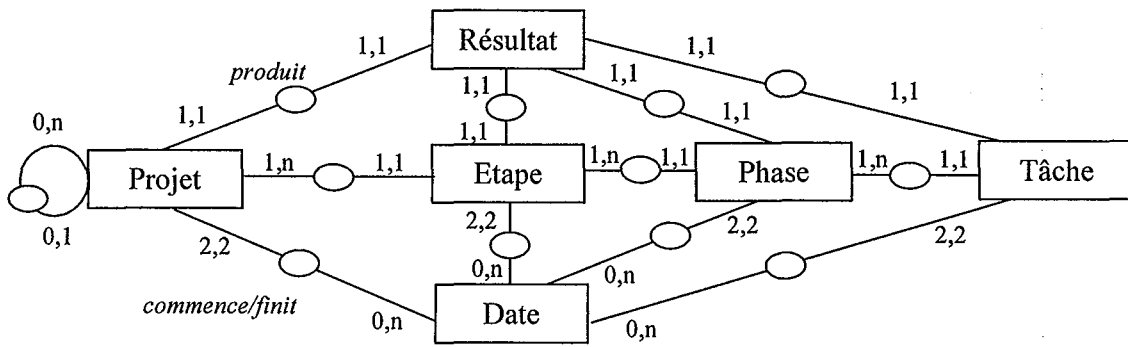 Résultat
1,1
1,1
produit
1,1
1,1
1,1
1,1
1,1
1,1
0,n
Projet
1,n
1,1
Etape
1,n
1,1
Phase
1,n
1,1
Tâche
0,1
2,2
2,2
2,2
2,2
0,n
0,n
commence/finit
0,n
Date
0,n